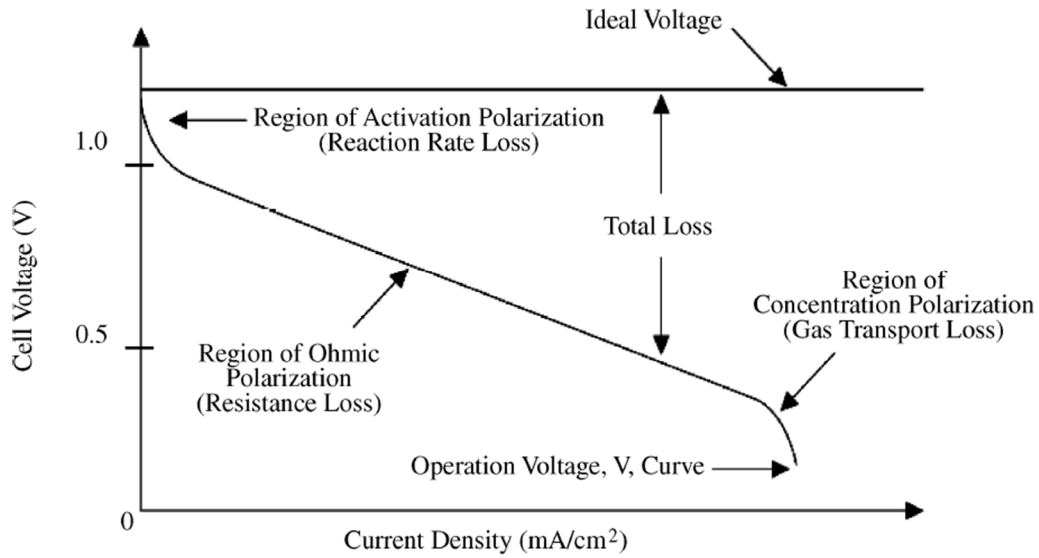 Ideal Voltage
Region of Activation Polarization
(Reaction Rate Loss)
1.0
Total Loss
Cell Voltage (V)
Region of
Concentration Polarization
(Gas Transport Loss)
0.5
Region of Ohmic
Polarization
(Resistance Loss)
Operation Voltage, V, Curve
0
Current Density (mA/cm²)